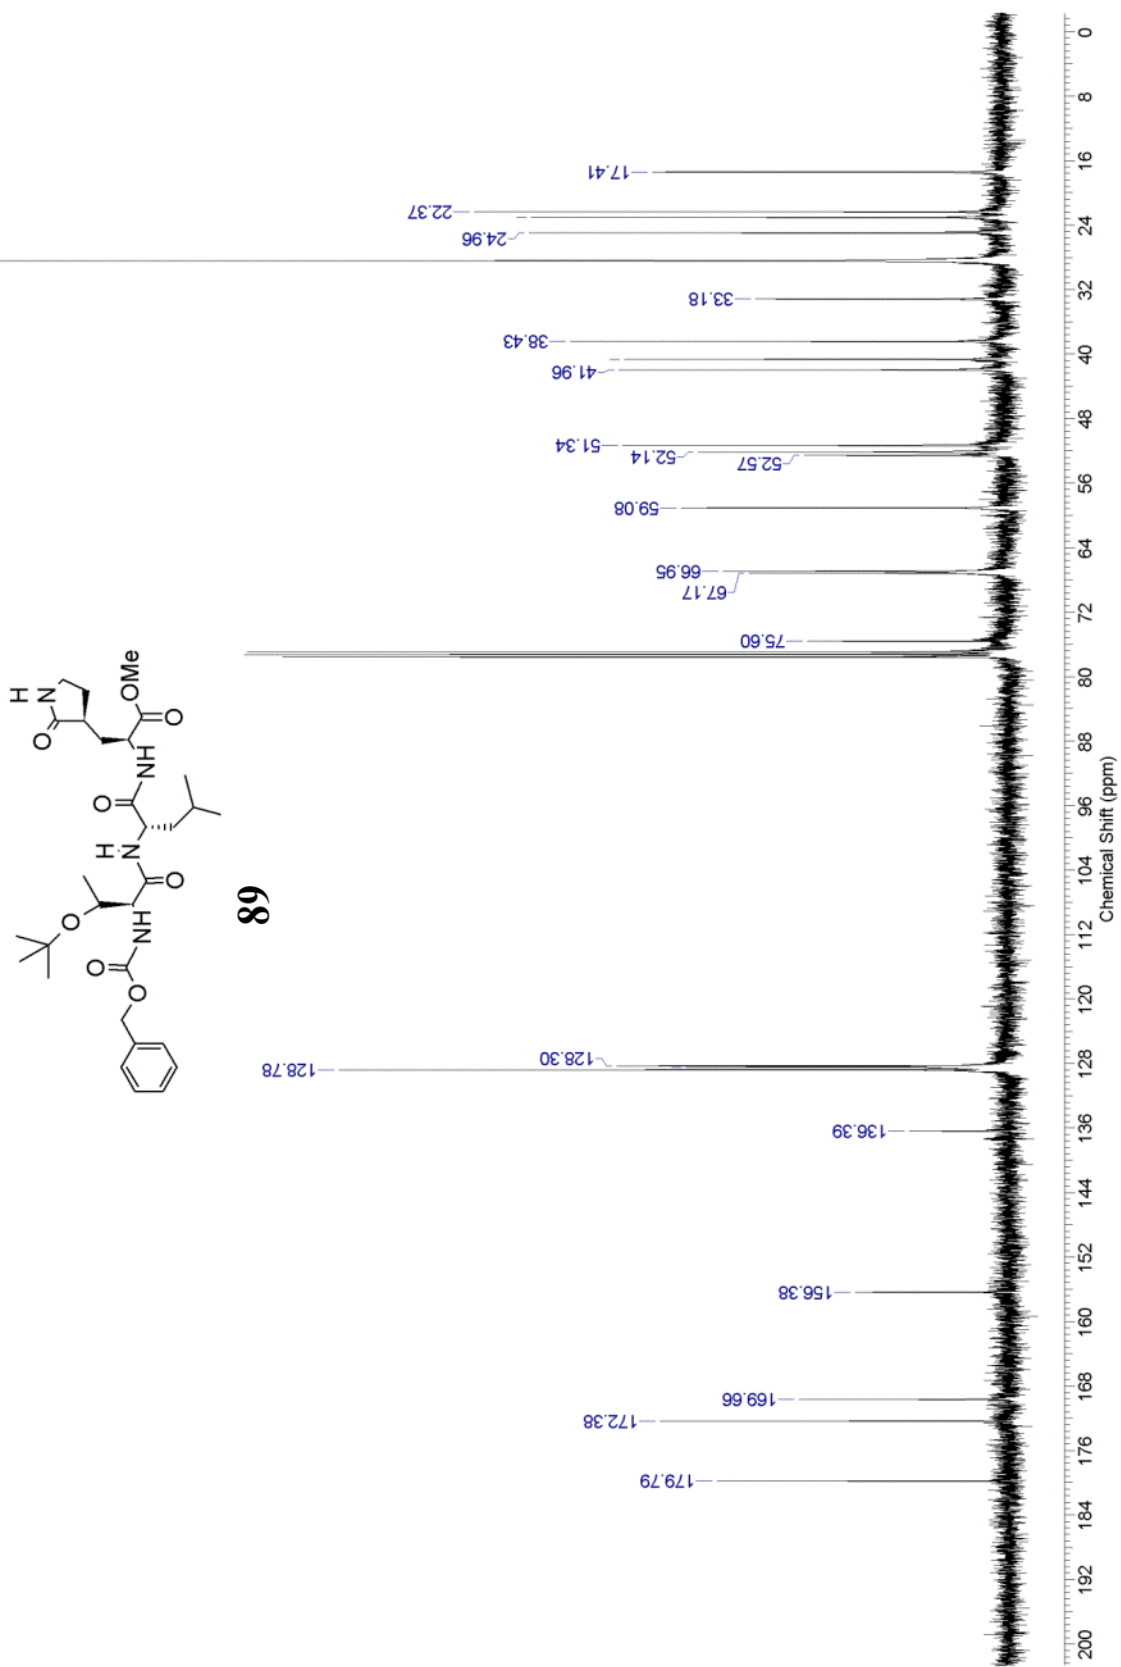 H
N
O
OMe
O
NH
O
H
N
O
O
NH
O
O
89
179.79
172.38
169.66
156.38
136.39
128.78
128.30
75.60
67.17
66.95
59.08
52.57
52.14
51.34
41.96
38.43
33.18
24.96
22.37
17.41
200 192 184 176 168 160 152 144 136 128 120 112 104 96 88 80 72 64 56 48 40 32 24 16 8 0
Chemical Shift (ppm)